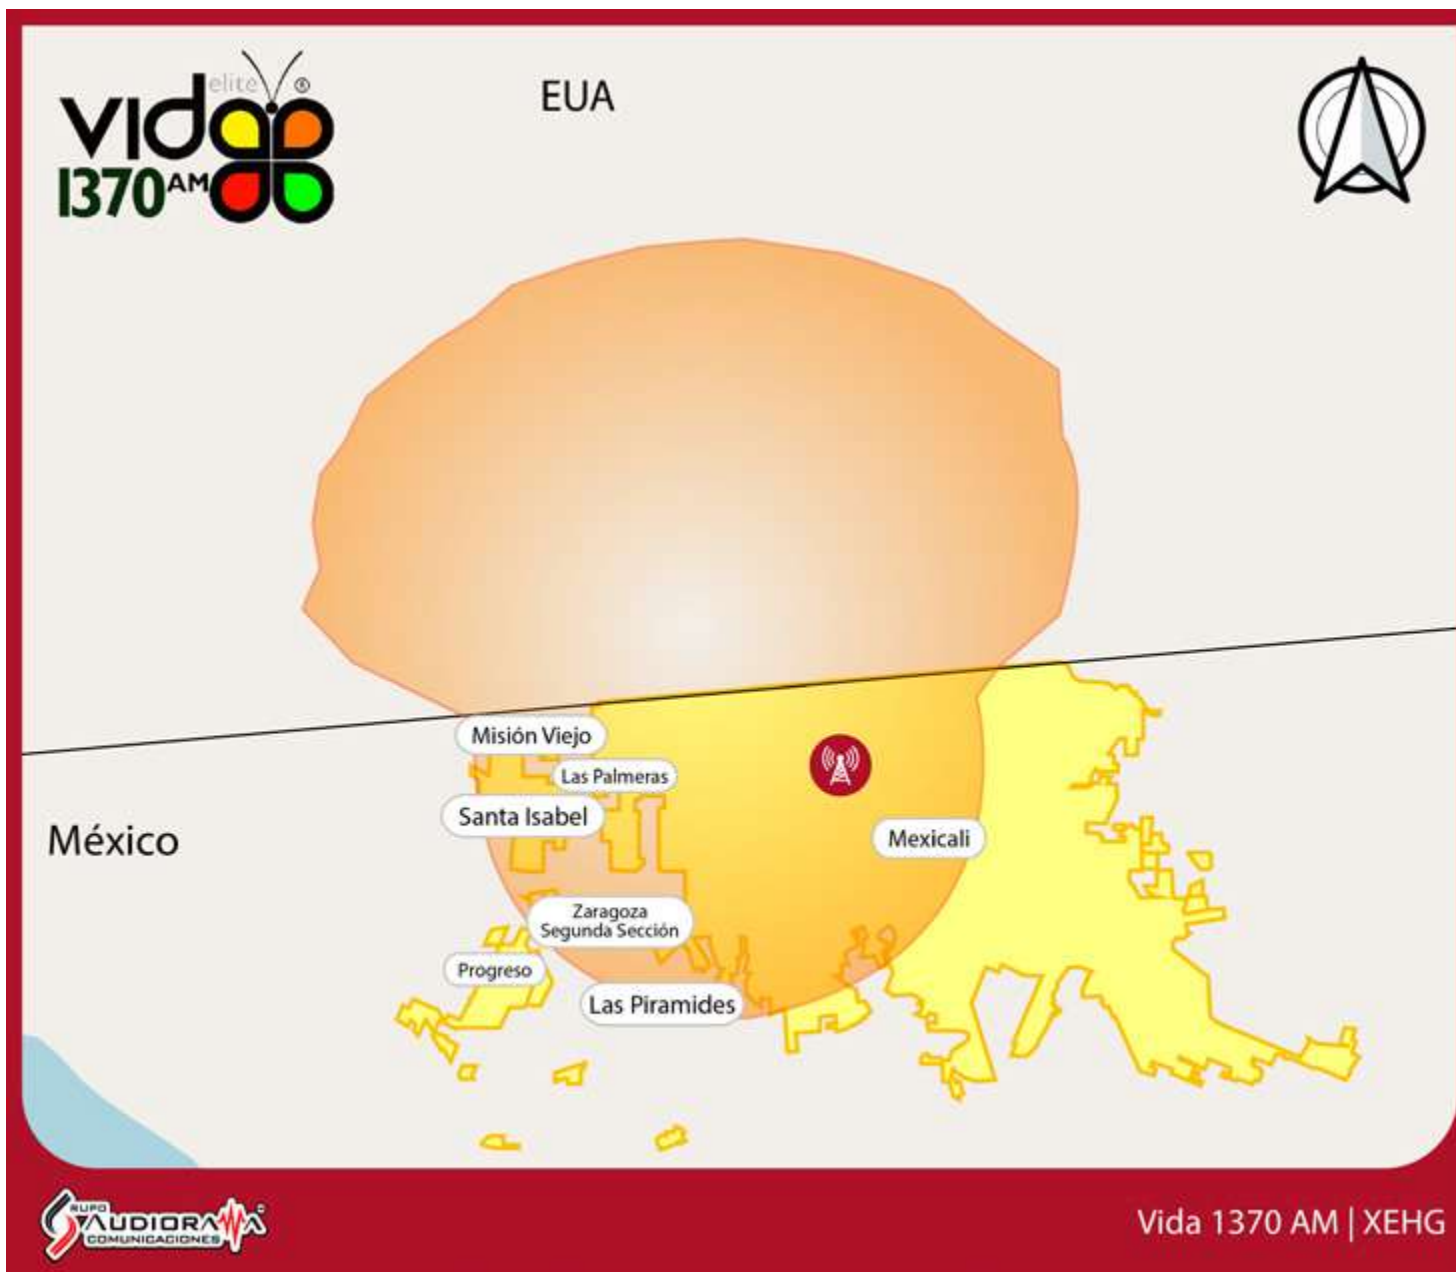 elite ®
vida
1370 AM
EUA
México
Misión Viejo
Las Palmeras
Santa Isabel
Mexicali
Zaragoza
Segunda Sección
Progreso
Las Piramides
GRUPO
AUDIORAMA
COMUNICACIONES
Vida 1370 AM | XEHG